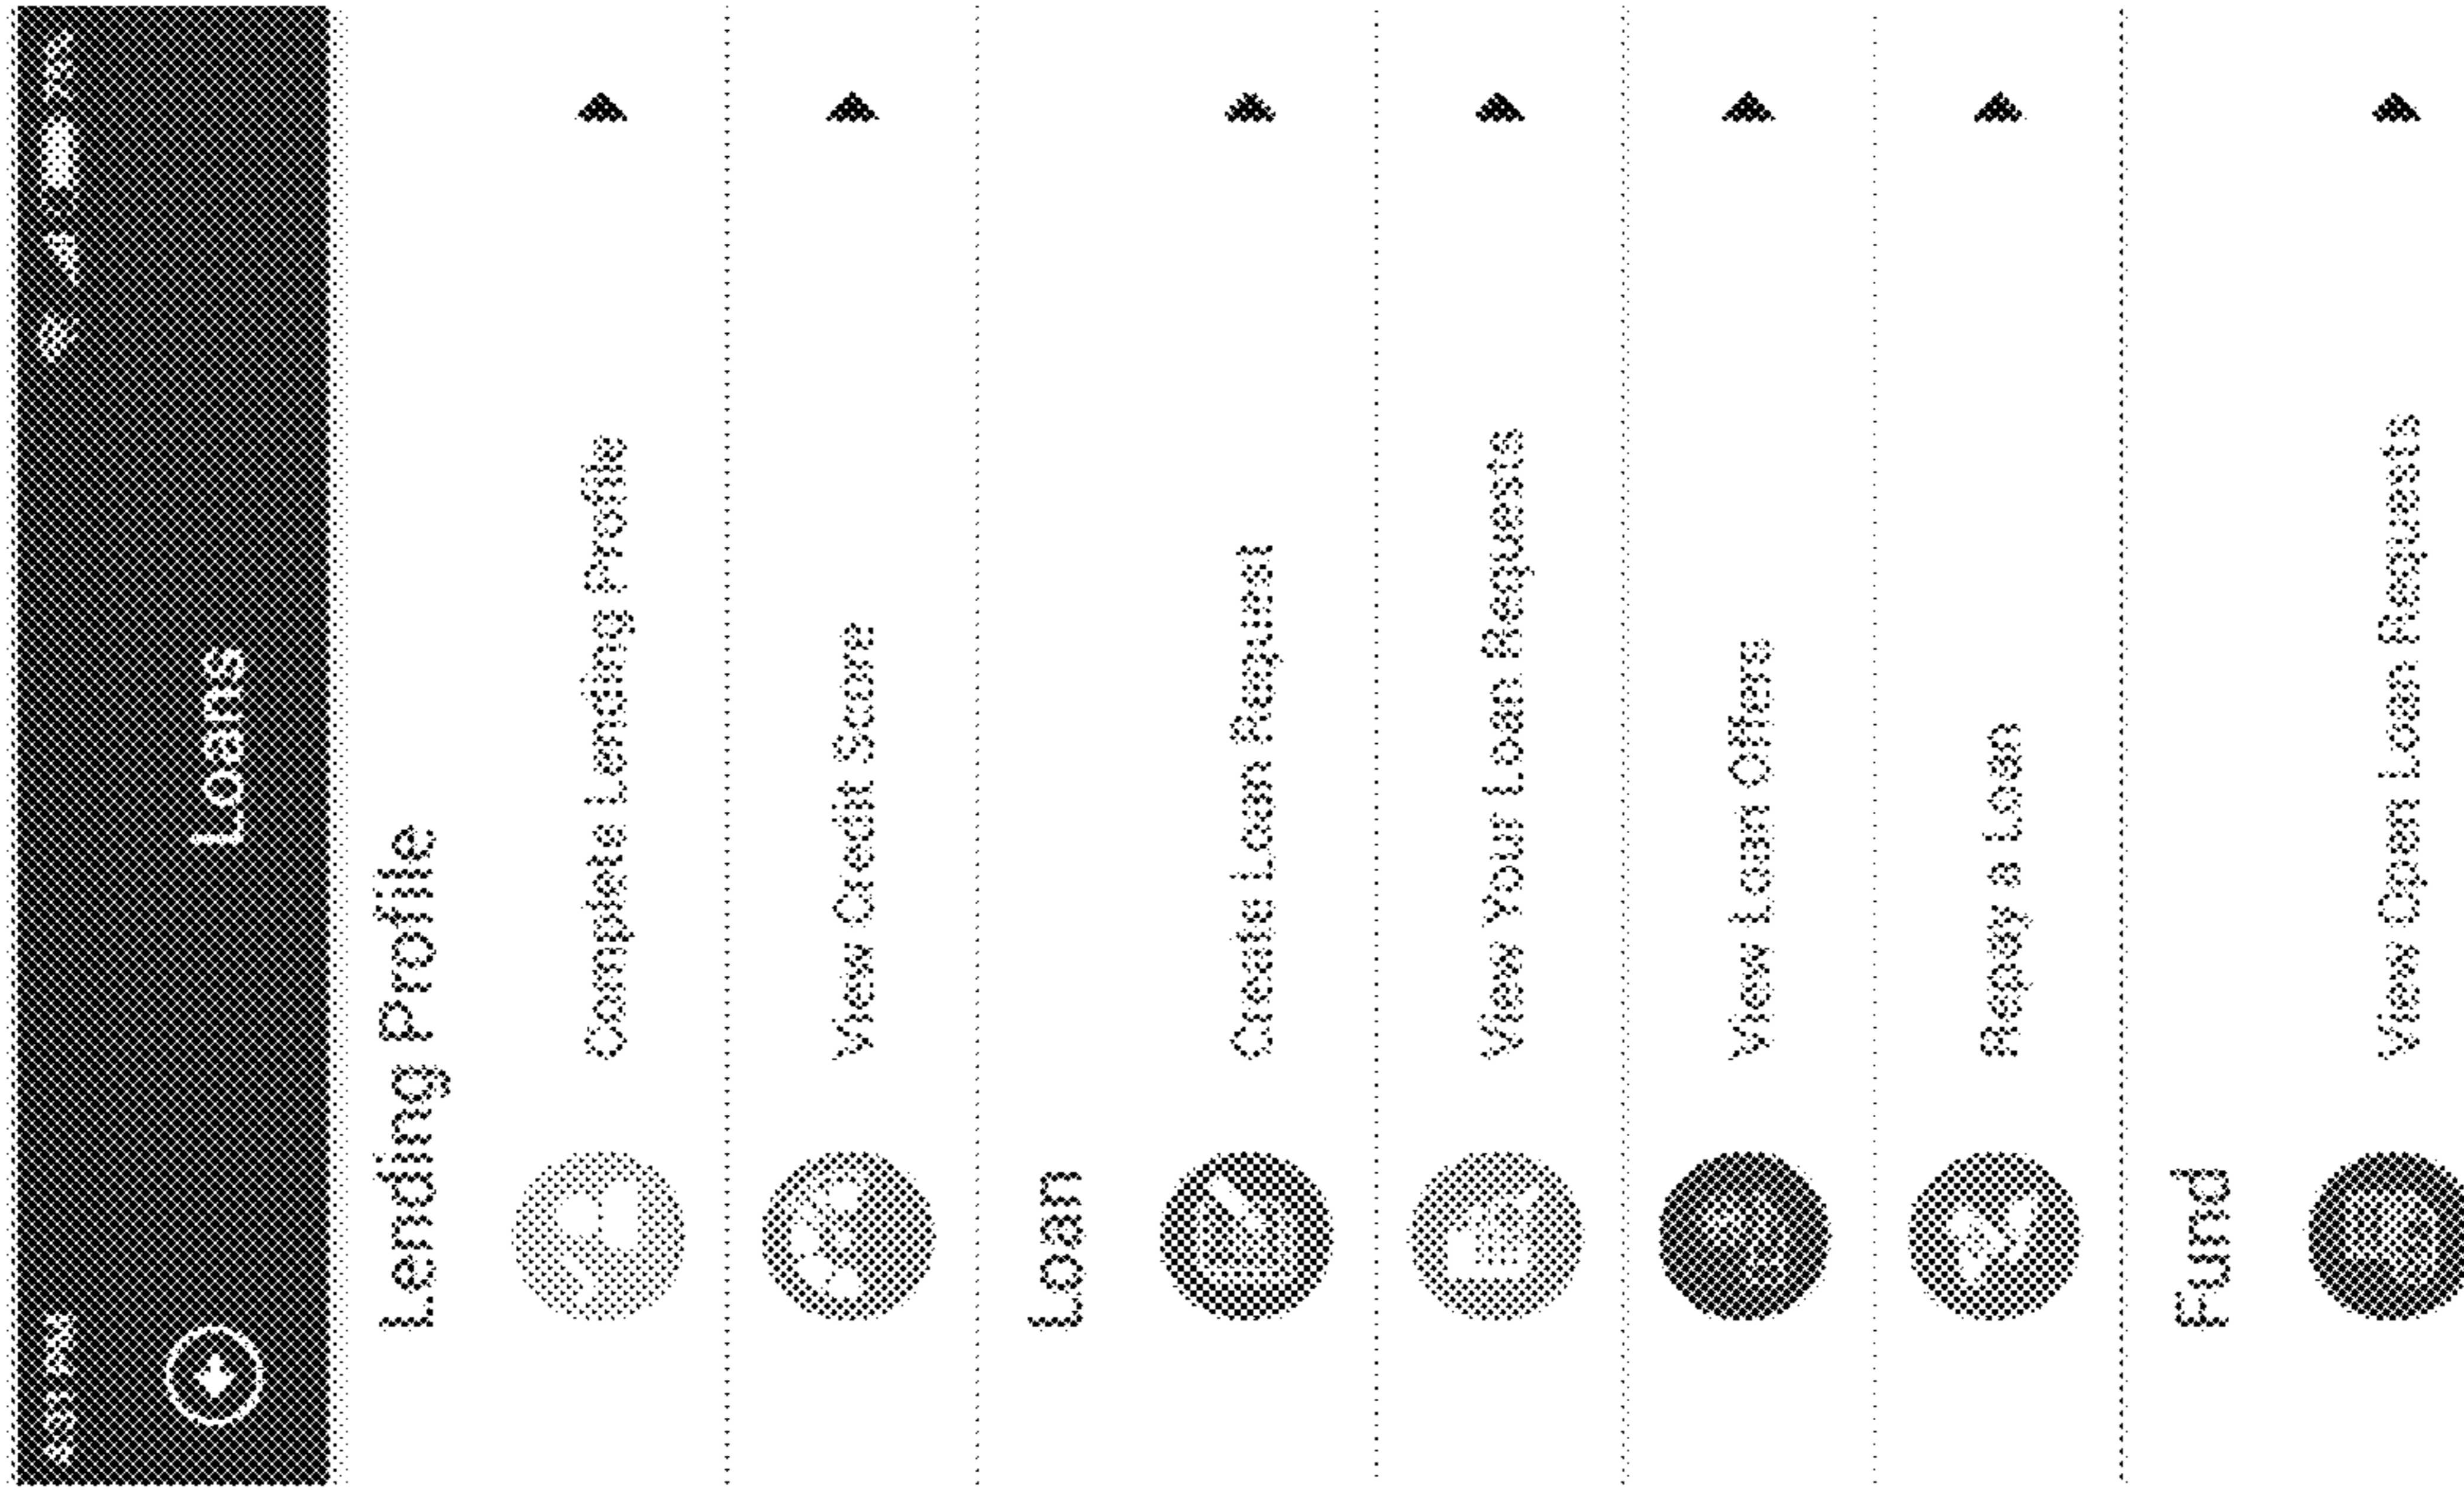 Loans
Lending Profile
Complete Lending Profile
View Credit Score
Loan
Create Loan Request
View Your Loan Requests
View Loan Offers
Repay a Loan
Fund
View Open Loan Requests